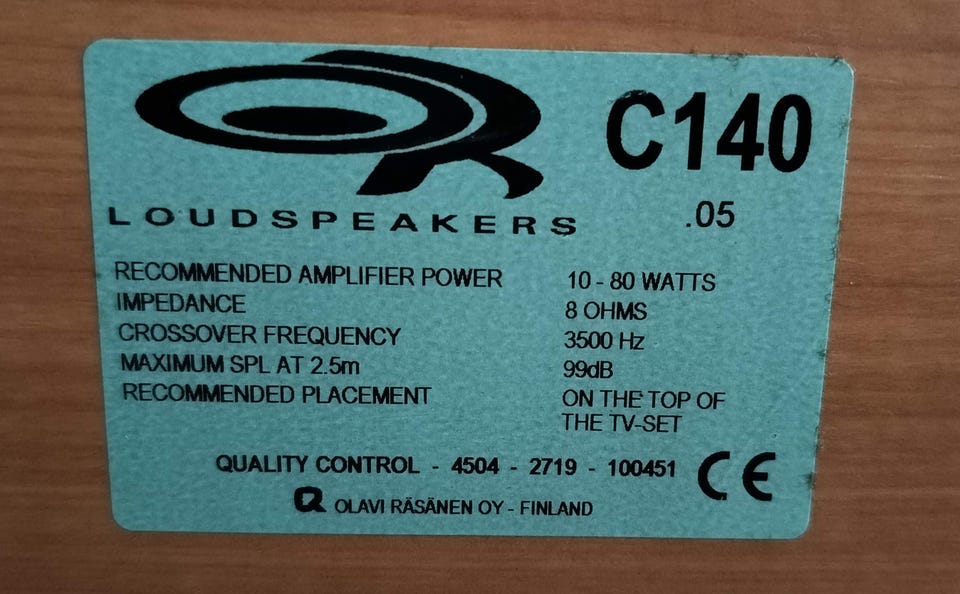 OR
LOUDSPEAKERS
C140
.05
RECOMMENDED AMPLIFIER POWER 10 - 80 WATTS
IMPEDANCE 8 OHMS
CROSSOVER FREQUENCY 3500 Hz
MAXIMUM SPL AT 2.5m 99dB
RECOMMENDED PLACEMENT ON THE TOP OF
THE TV-SET
QUALITY CONTROL - 4504 - 2719 - 100451 CE
OLAVI RÄSÄNEN OY - FINLAND